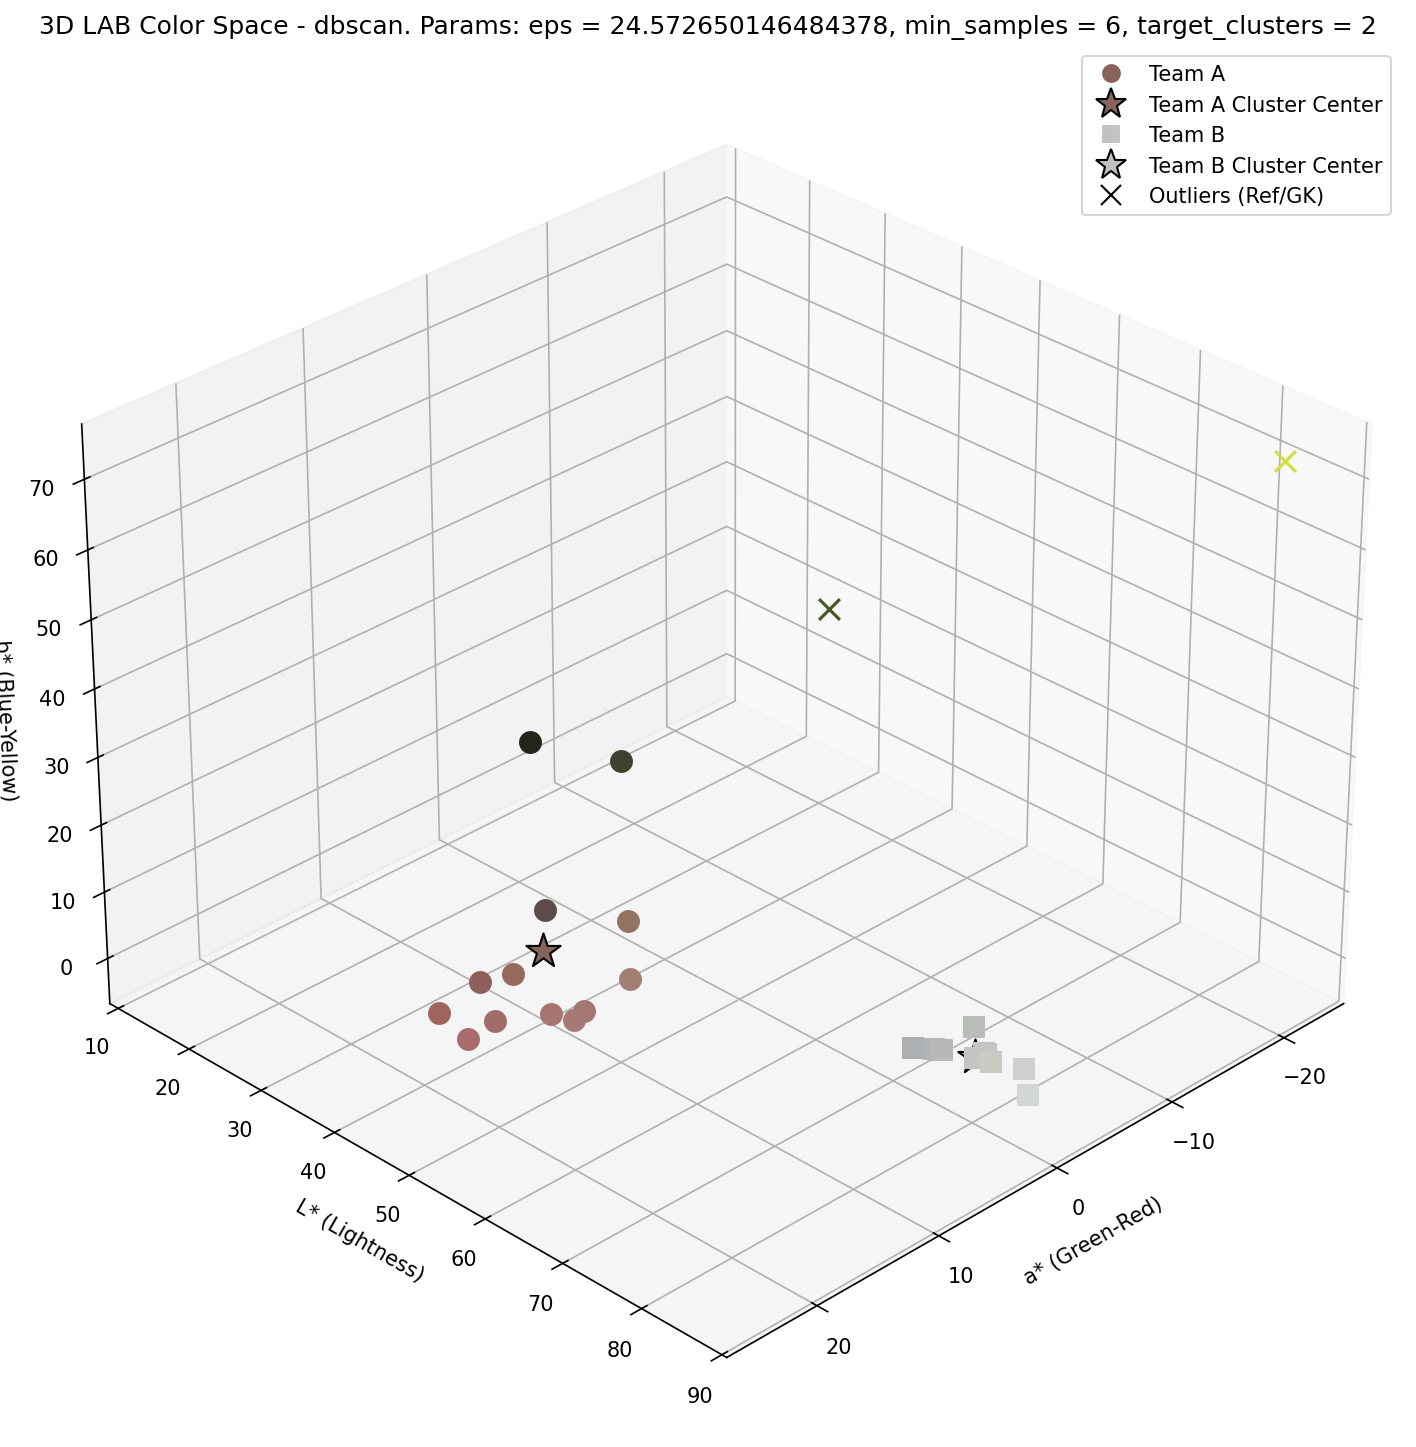 3D LAB Color Space - dbscan. Params: eps = 24.572650146484378, min_samples = 6, target_clusters = 2
Team A
Team A Cluster Center
Team B
Team B Cluster Center
Outliers (Ref/GK)
70
60
50
40
30
20
10
0
b* (Blue-Yellow)
10
20
30
40
50
60
70
80
90
L* (Lightness)
−20
−10
0
10
20
a* (Green-Red)